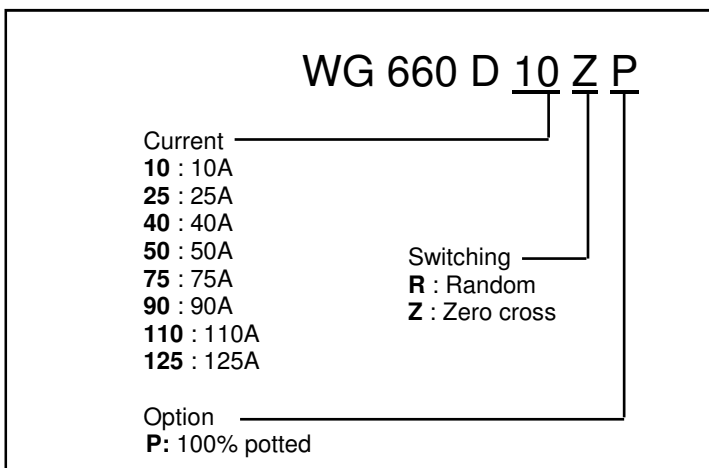 WG 660 D 10 Z P
Current
10 : 10A
25 : 25A
40 : 40A
50 : 50A
75 : 75A
90 : 90A
110 : 110A
125 : 125A
Switching
R : Random
Z : Zero cross
Option
P: 100% potted